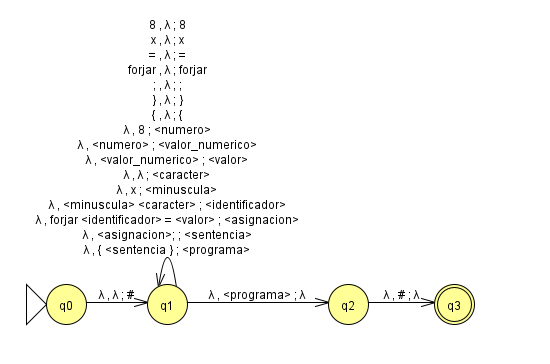 8 , λ ; 8
x , λ ; x
= , λ ; =
forjar , λ ; forjar
; , λ ; ;
} , λ ; }
{ , λ ; {
λ , 8 ; <numero>
λ , <numero> ; <valor_numerico>
λ , <valor_numerico> ; <valor>
λ , λ ; <caracter>
λ , x ; <minuscula>
λ , <minuscula> <caracter> ; <identificador>
λ , forjar <identificador> = <valor> ; <asignacion>
λ , <asignacion>; ; <sentencia>
λ , { <sentencia } ; <programa>
λ , λ ; #
λ , <programa> ; λ
λ , # ; λ
q0
q1
q2
q3